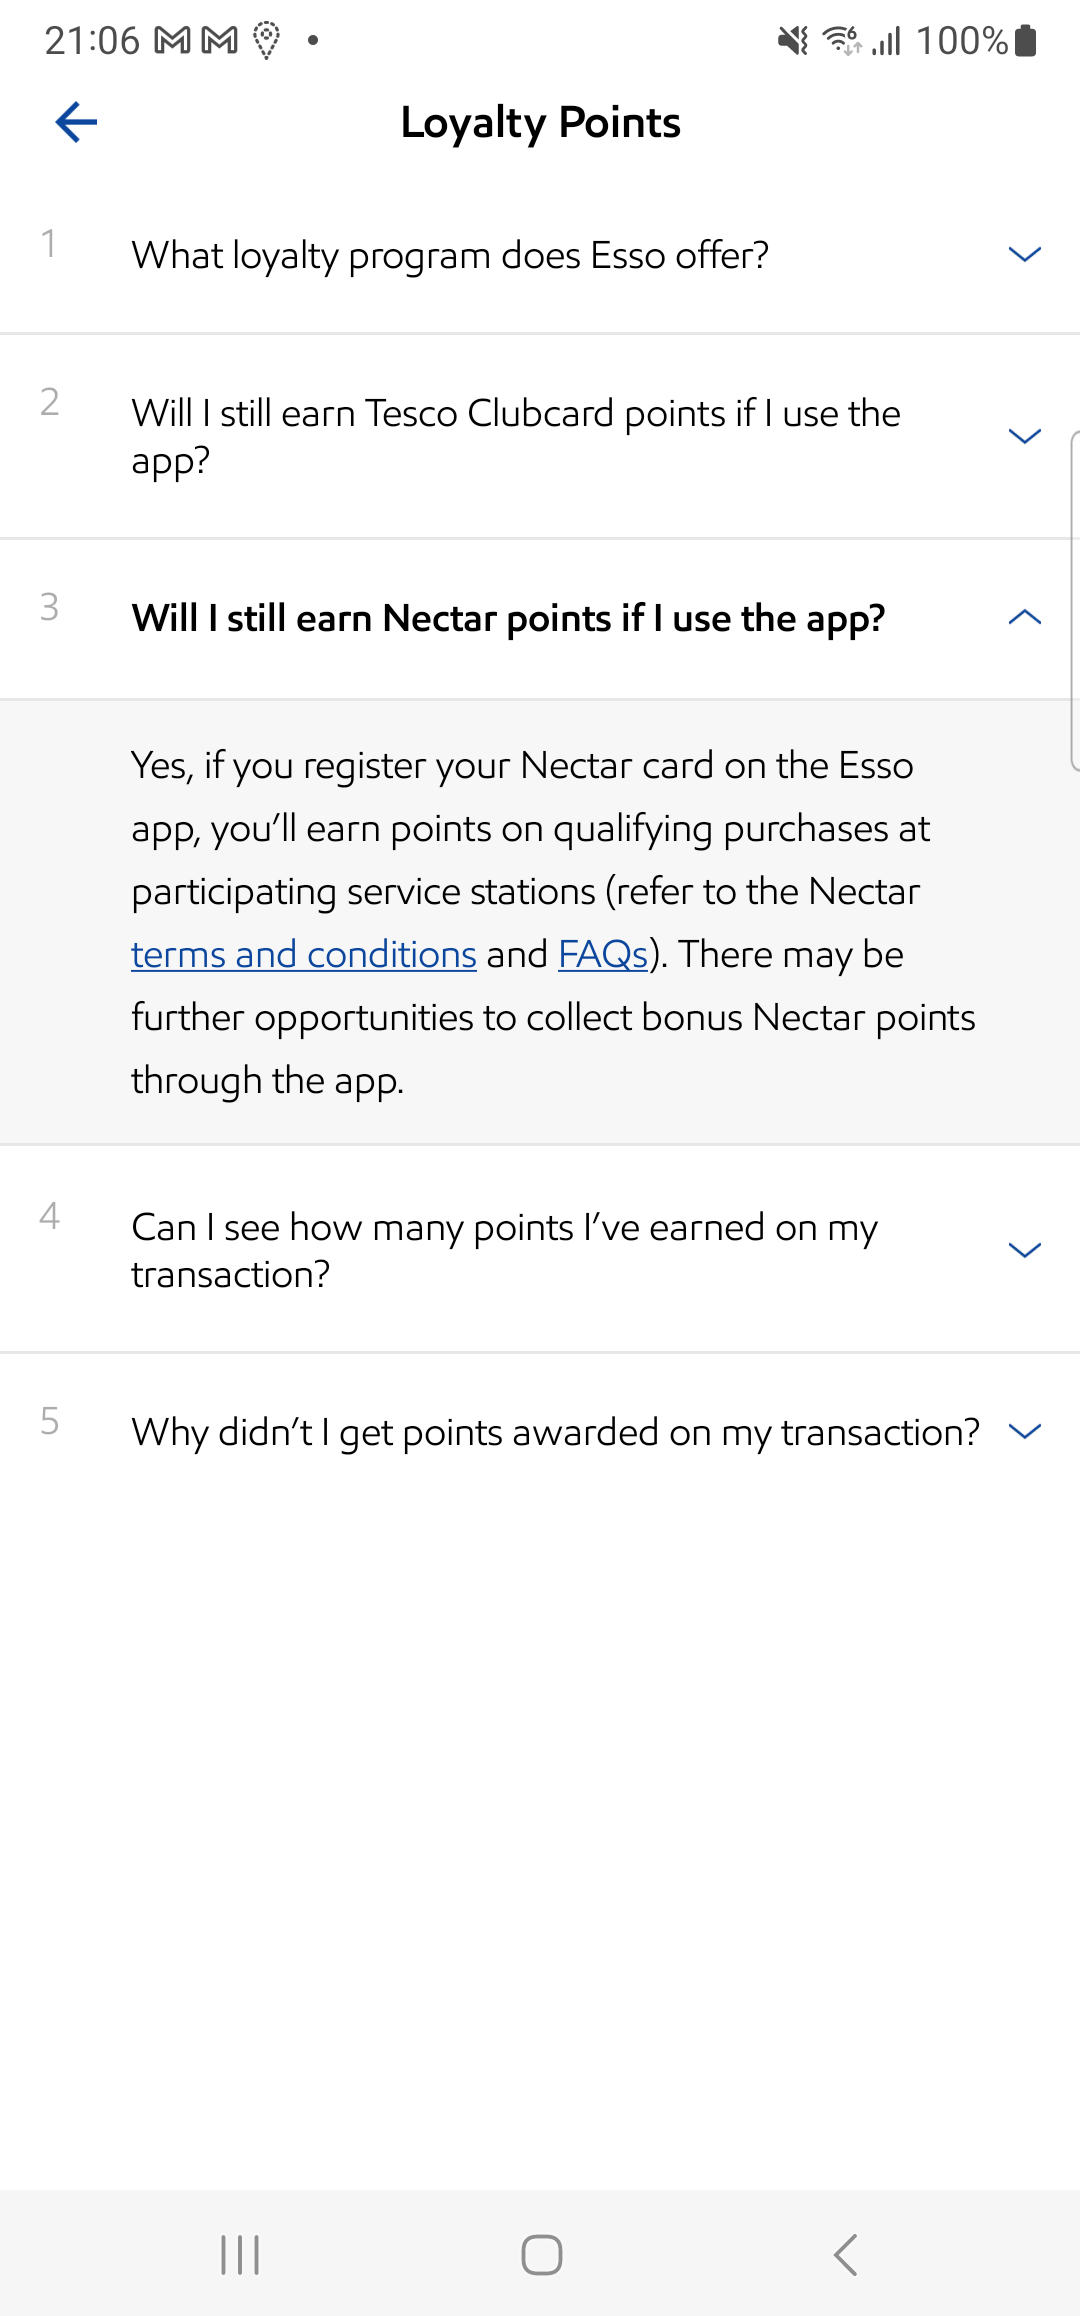 21:06
100%
Loyalty Points
1
What loyalty program does Esso offer?
2
Will I still earn Tesco Clubcard points if I use the
app?
3
Will I still earn Nectar points if I use the app?
Yes, if you register your Nectar card on the Esso
app, you’ll earn points on qualifying purchases at
participating service stations (refer to the Nectar
terms and conditions and FAQs). There may be
further opportunities to collect bonus Nectar points
through the app.
4
Can I see how many points I’ve earned on my
transaction?
5
Why didn’t I get points awarded on my transaction?